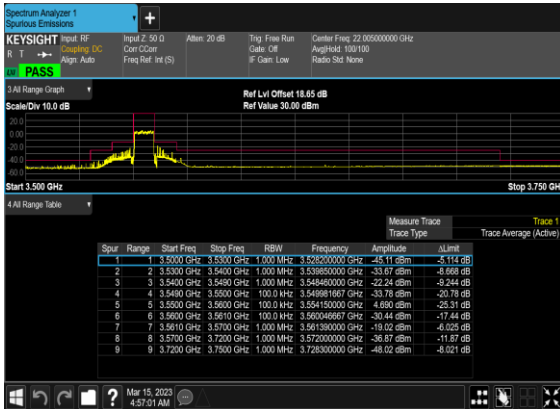 Spectrum Analyzer 1
Spurious Emissions
KEYSIGHT Input: RF Input Z: 50 Ω Atten: 20 dB Trig: Free Run Center Freq: 22.005000000 GHz
R T Coupling: DC Corr CCorr Gate: Off Avg|Hold: 100/100
Align: Auto Freq Ref: Int (S) IF Gain: Low Radio Std: None
PASS
3 All Range Graph
Ref Lvl Offset 18.65 dB
Scale/Div 10.0 dB Ref Value 30.00 dBm
20.0
0.00
-20.0
-40.0
-60.0
Start 3.500 GHz Stop 3.750 GH
4 All Range Table
Measure Trace Trace 1
Trace Type Trace Average (Active)
Spur Range Start Freq Stop Freq RBW Frequency Amplitude ΔLimit
1 1 3.5000 GHz 3.5300 GHz 1.000 MHz 3.528200000 GHz -45.11 dBm -5.114 dB
2 2 3.5300 GHz 3.5400 GHz 1.000 MHz 3.539850000 GHz -33.67 dBm -8.668 dB
3 3 3.5400 GHz 3.5490 GHz 1.000 MHz 3.548460000 GHz -22.24 dBm -9.244 dB
4 4 3.5490 GHz 3.5500 GHz 100.0 kHz 3.549981667 GHz -33.78 dBm -20.78 dB
5 5 3.5500 GHz 3.5600 GHz 100.0 kHz 3.554150000 GHz 4.690 dBm -25.31 dB
6 6 3.5600 GHz 3.5610 GHz 100.0 kHz 3.560046667 GHz -30.44 dBm -17.44 dB
7 7 3.5610 GHz 3.5700 GHz 1.000 MHz 3.561390000 GHz -19.02 dBm -6.025 dB
8 8 3.5700 GHz 3.7200 GHz 1.000 MHz 3.572000000 GHz -36.87 dBm -11.87 dB
9 9 3.7200 GHz 3.7500 GHz 1.000 MHz 3.728300000 GHz -48.02 dBm -8.021 dB
Mar 15, 2023
4:57:01 AM